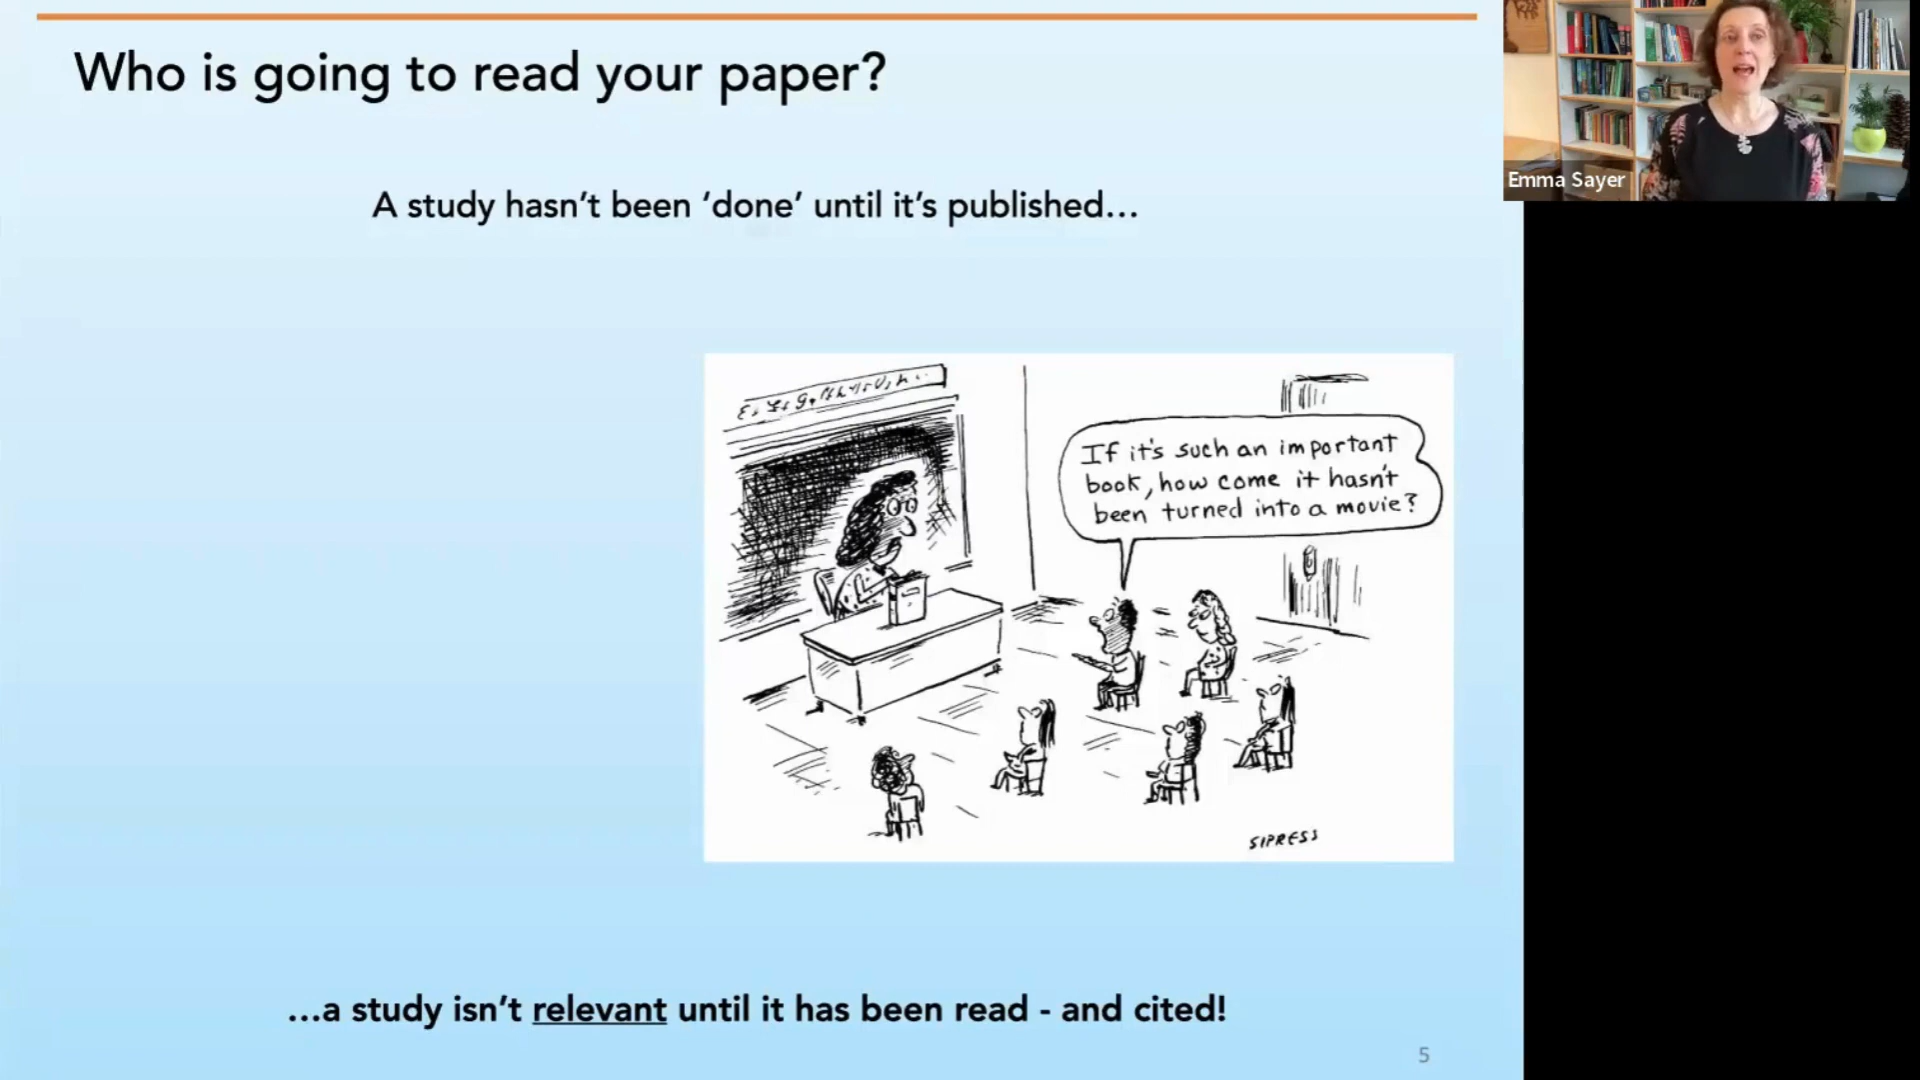 Who is going to read your paper?
Emma Sayer
A study hasn't been ‘done’ until it's published...
If it's such an important
book, how come it hasn't
been turned into a movie?
SIPRESS
...a study isn't relevant until it has been read - and cited!
5